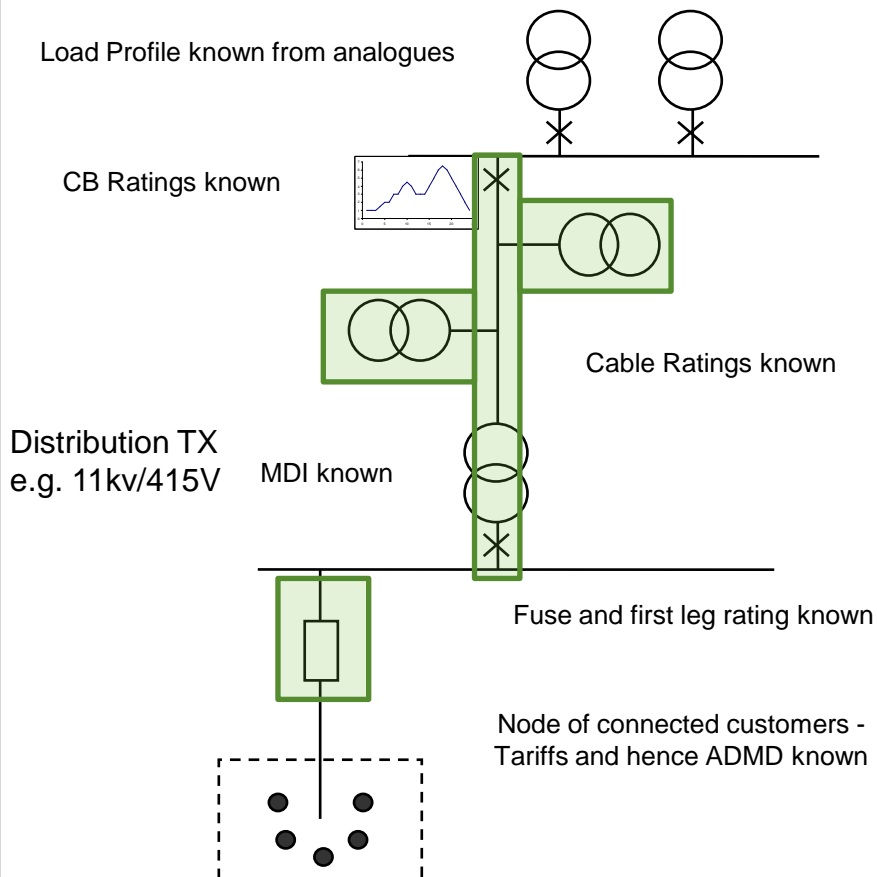 Load Profile known from analogues
CB Ratings known
Cable Ratings known
Distribution TX
e.g. 11kv/415V
MDI known
Fuse and first leg rating known
Node of connected customers -
Tariffs and hence ADMD known